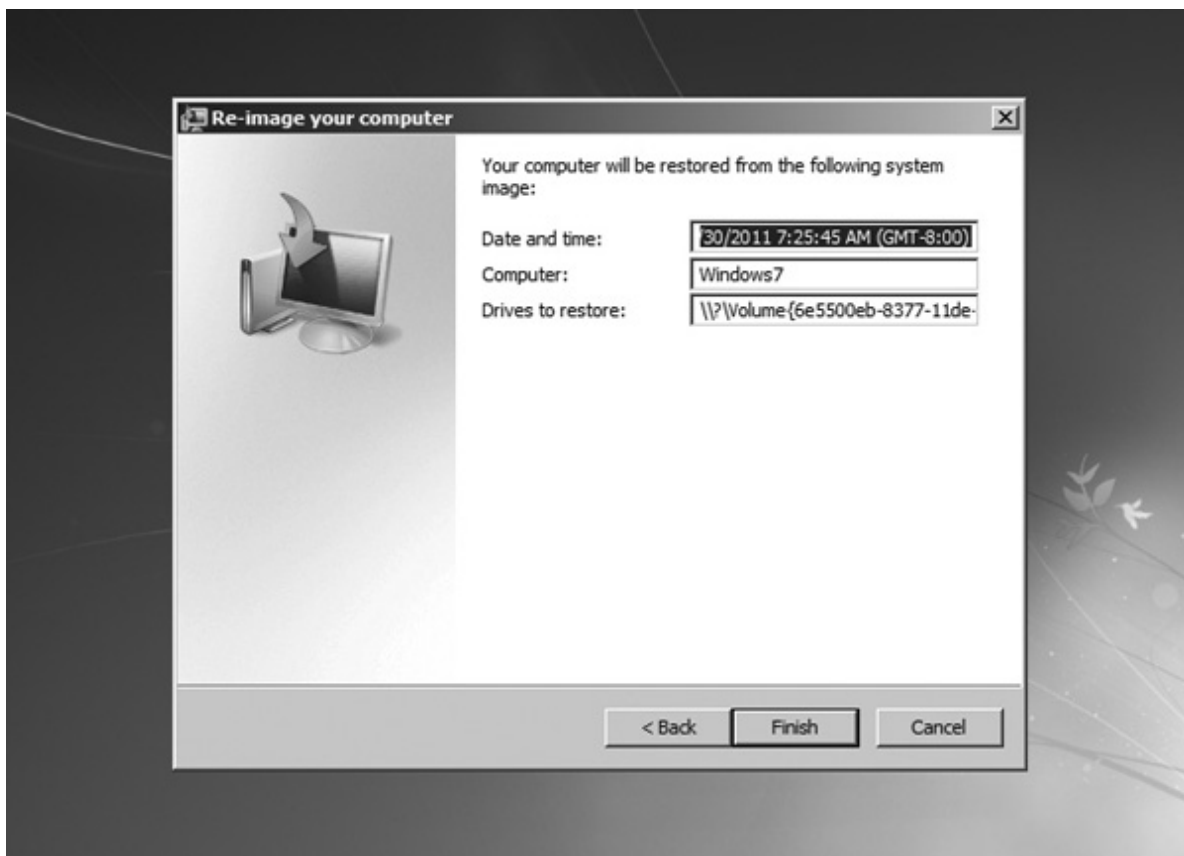 Re-image your computer
Your computer will be restored from the following system
image:
Date and time: /30/2011 7:25:45 AM (GMT-8:00)
Computer: Windows7
Drives to restore: \\?\Volume{6e5500eb-8377-11de-
< Back Finish Cancel